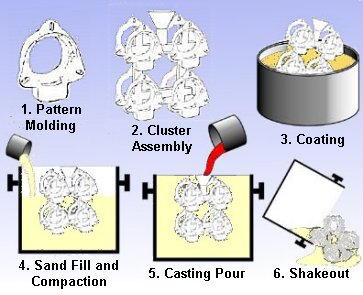 1. Pattern
Molding
2. Cluster
Assembly
3. Coating
4. Sand Fill and
Compaction
5. Casting Pour
6. Shakeout